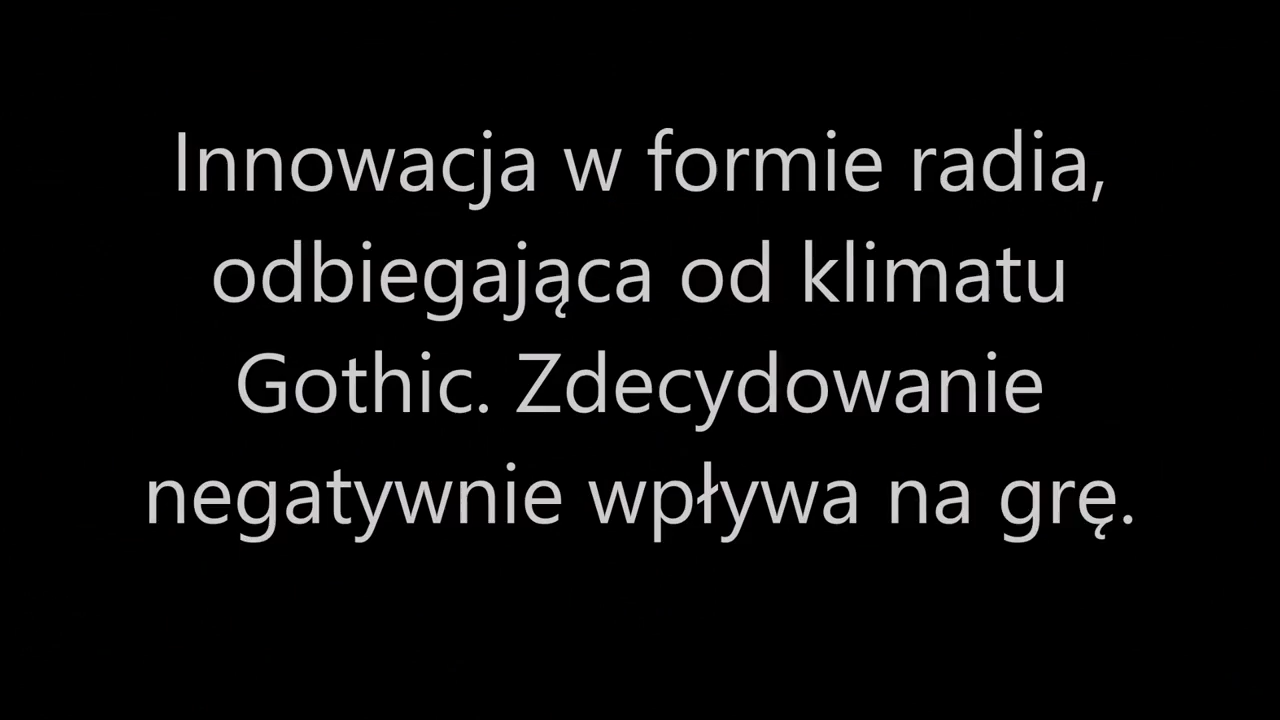 Innowacja w formie radia,
odbiegająca od klimatu
Gothic. Zdecydowanie
negatywnie wpływa na grę.